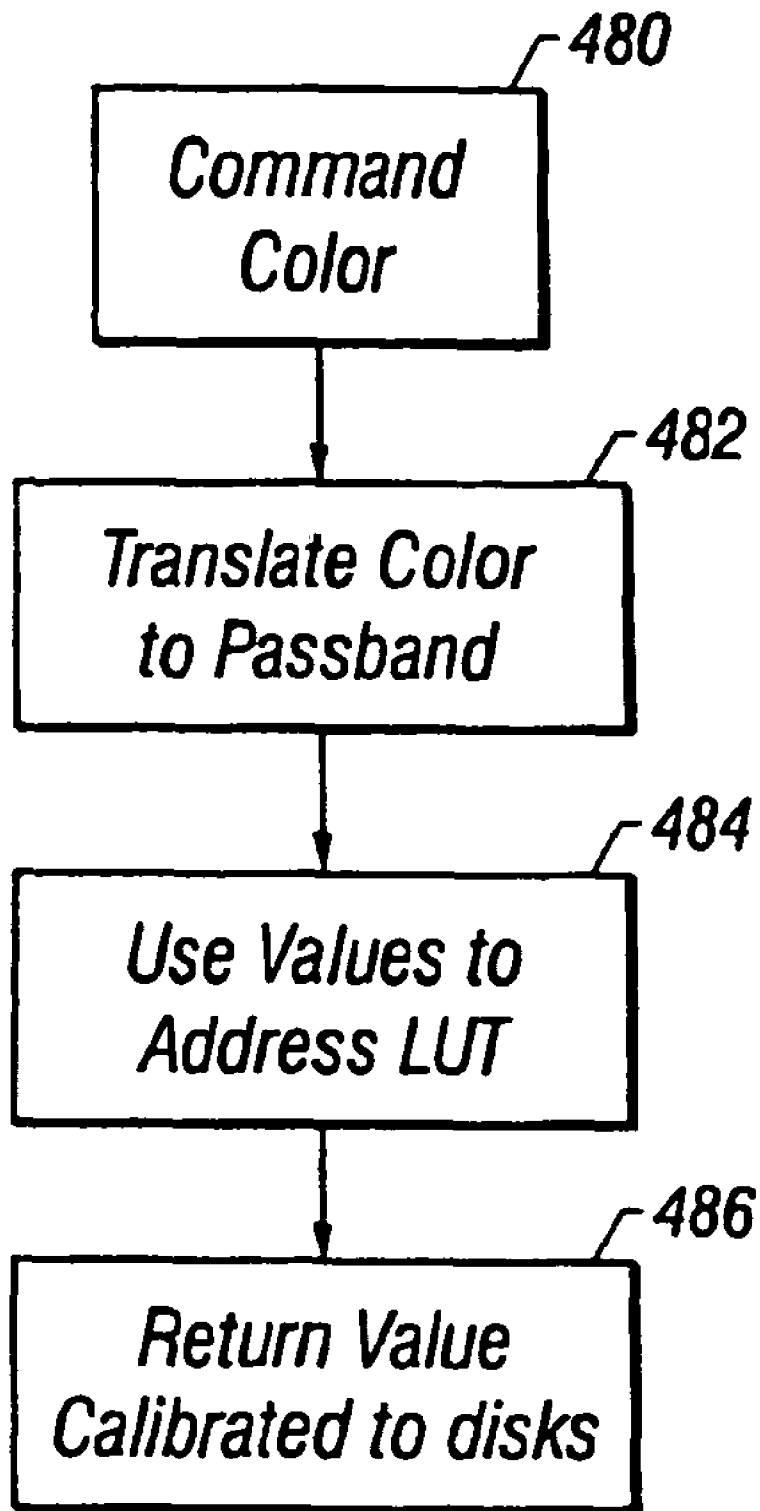 480
Command
Color
482
Translate Color
to Passband
484
Use Values to
Address LUT
486
Return Value
Calibrated to disks